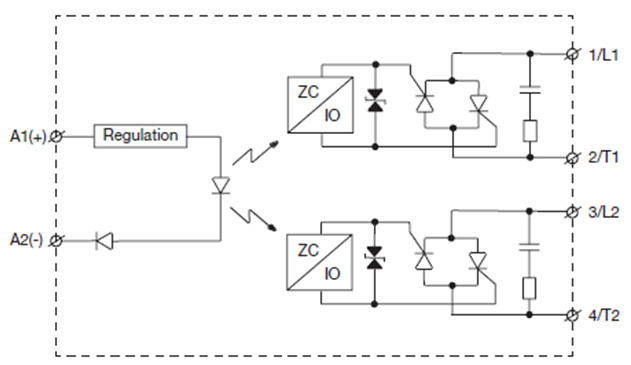 1/L1
ZC
IO
A1(+)
Regulation
2/T1
3/L2
A2(-)
ZC
IO
4/T2